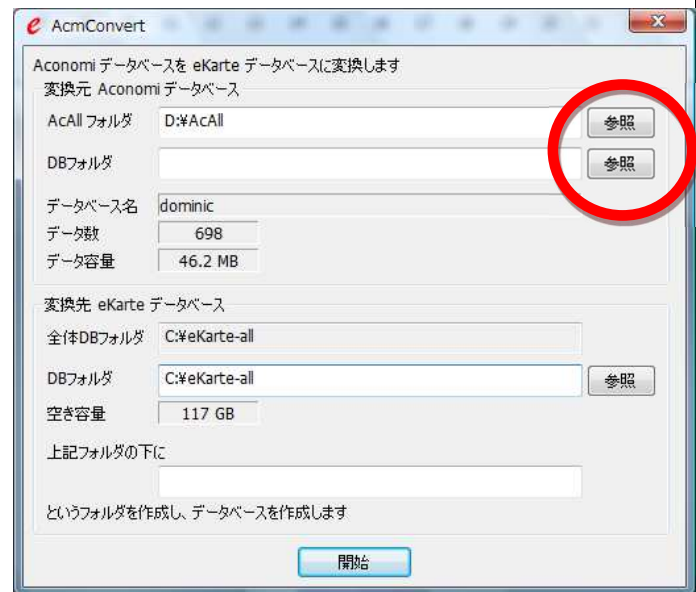 AcmConvert
Aconomi データベースを eKarte データベースに変換します
変換元 Aconomi データベース
AcAll フォルダ D:¥AcAll 参照
DBフォルダ 参照
データベース名 dominic
データ数 698
データ容量 46.2 MB
変換先 eKarte データベース
全体DBフォルダ C:¥eKarte-all
DBフォルダ C:¥eKarte-all 参照
空き容量 117 GB
上記フォルダの下に
というフォルダを作成し、データベースを作成します
開始